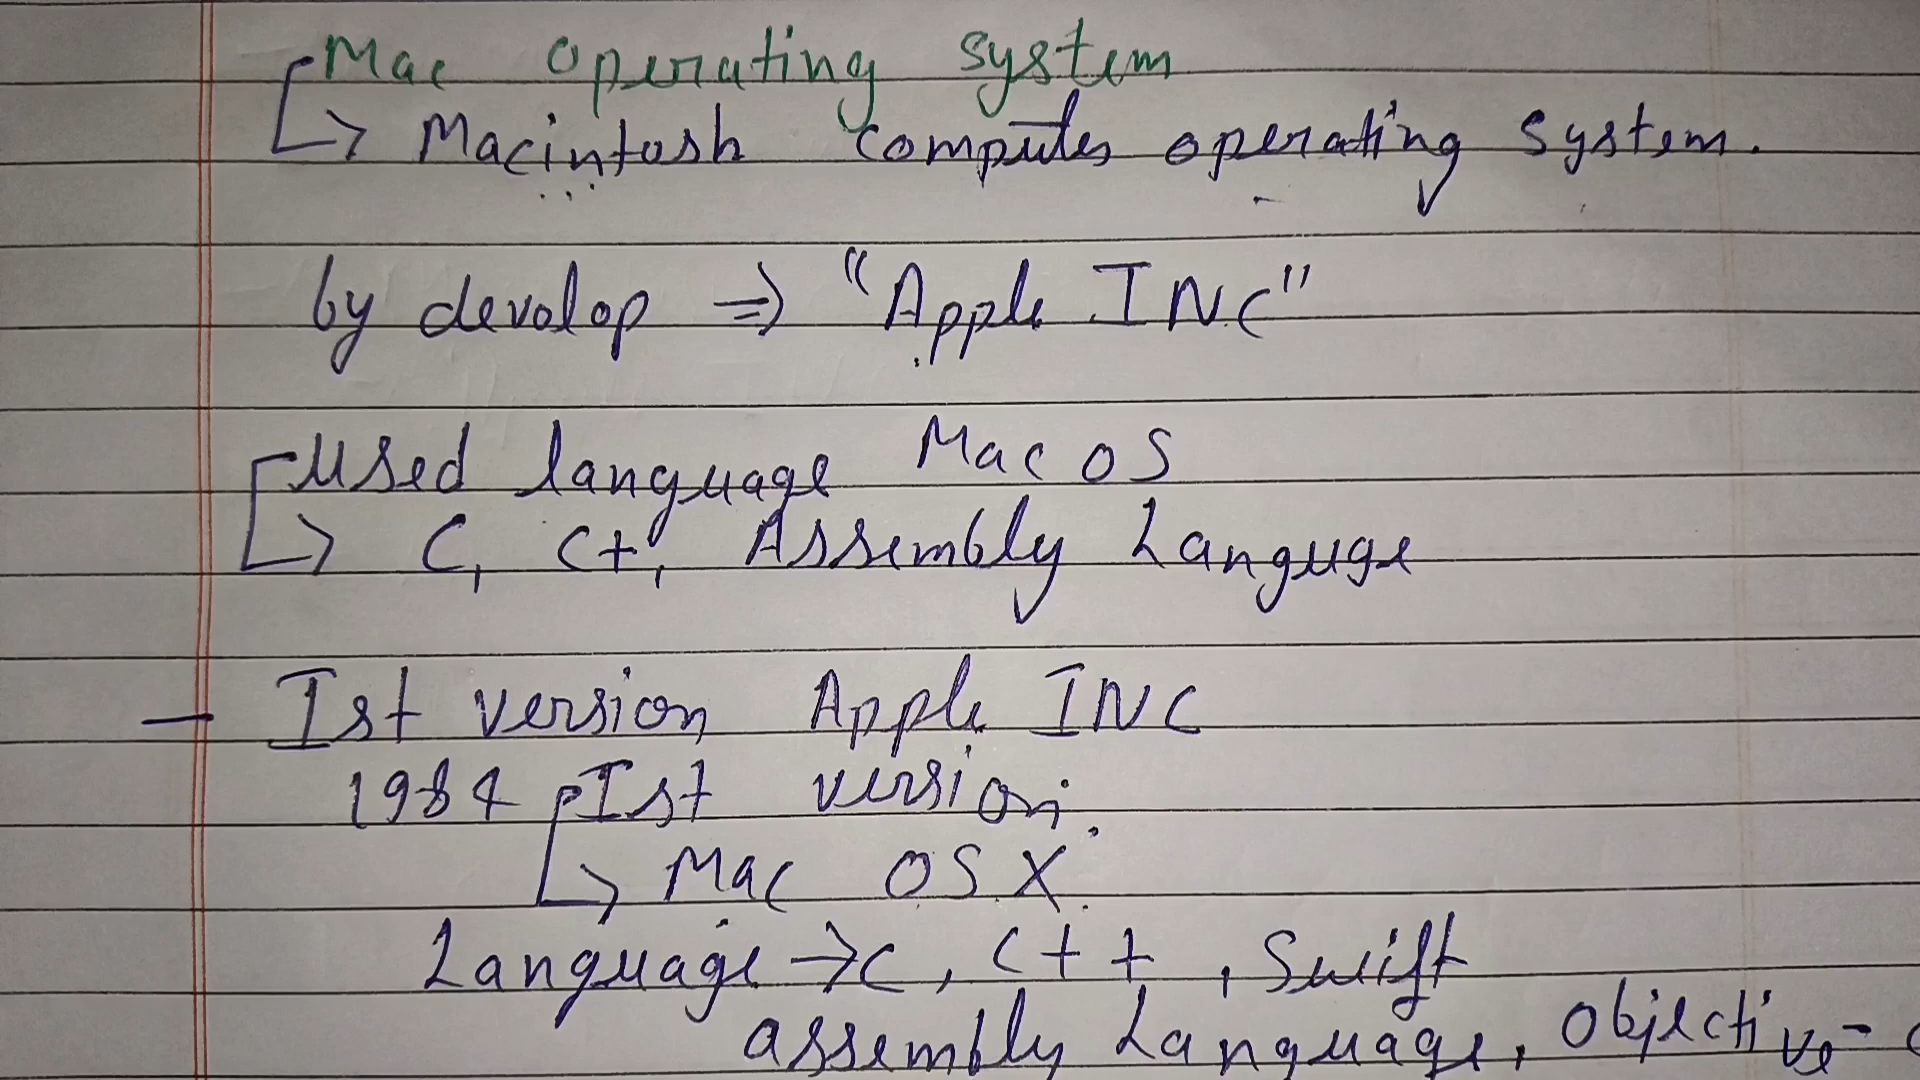 Mac operating system
Macintosh Computer operating system.
by devolop ⇒ "Apple INC"
Used language Mac OS
C, C++, Assembly Languge
- Ist version Apple INC
1984 Ist version
Mac OS X
Language → C, C++, Swift
assembly Language, Objective-